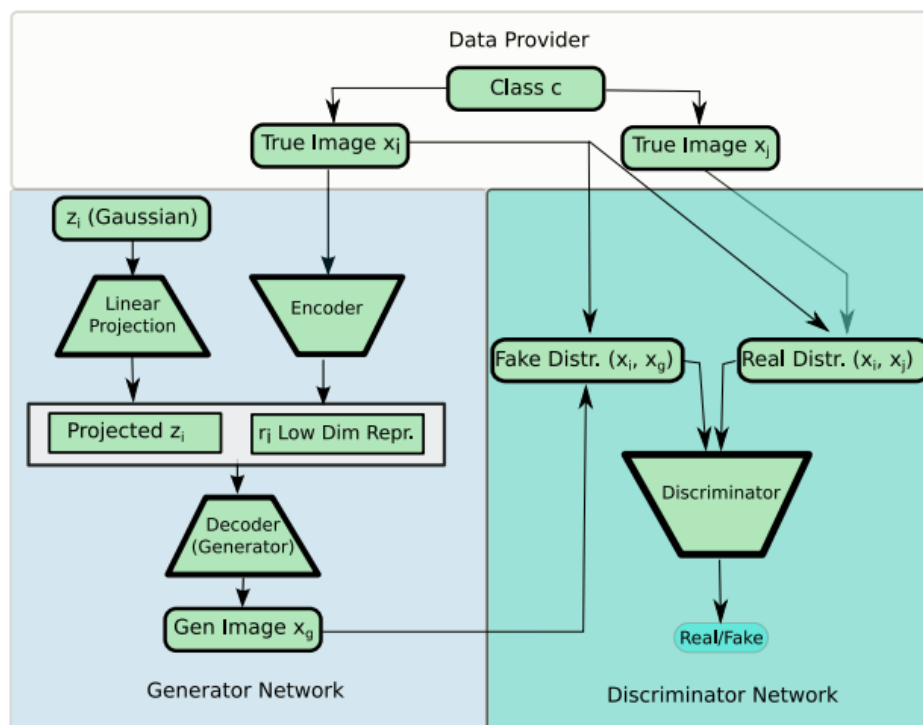 Data Provider
Class c
True Image xᵢ
True Image xⱼ
zᵢ (Gaussian)
Linear
Projection
Encoder
Fake Distr. (xᵢ, x_g)
Real Distr. (xᵢ, xⱼ)
Projected zᵢ
rᵢ Low Dim Repr.
Discriminator
Decoder
(Generator)
Gen Image x_g
Real/Fake
Generator Network
Discriminator Network